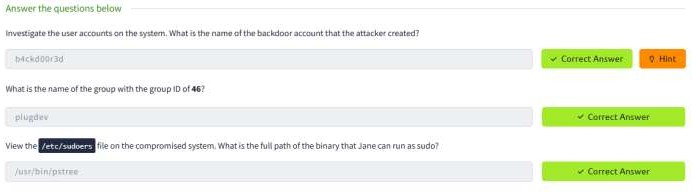 Answer the questions below
Investigate the user accounts on the system. What is the name of the backdoor account that the attacker created?
b4ckd00r3d
✓ Correct Answer
Hint
What is the name of the group with the group ID of 46?
plugdev
✓ Correct Answer
View the /etc/sudoers file on the compromised system. What is the full path of the binary that Jane can run as sudo?
/usr/bin/pstree
✓ Correct Answer